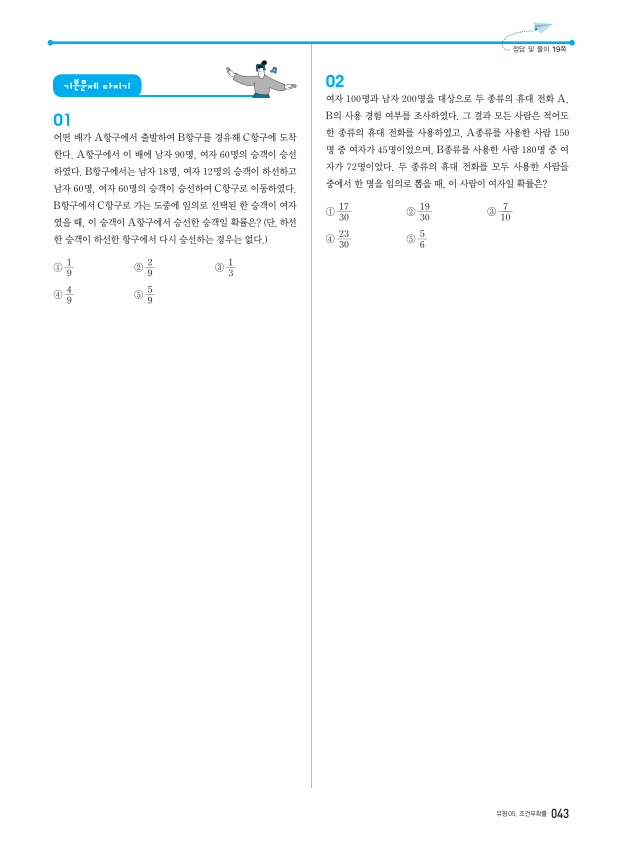 정답 및 풀이 19쪽
기본문제 다지기
01
어떤 배가 A항구에서 출발하여 B항구를 경유해 C항구에 도착
한다. A항구에서 이 배에 남자 90명, 여자 60명의 승객이 승선
하였다. B항구에서는 남자 18명, 여자 12명의 승객이 하선하고
남자 60명, 여자 60명의 승객이 승선하여 C항구로 이동하였다.
B항구에서 C항구로 가는 도중에 임의로 선택된 한 승객이 여자
였을 때, 이 승객이 A항구에서 승선한 승객일 확률은? (단, 하선
한 승객이 하선한 항구에서 다시 승선하는 경우는 없다.)
① 1/9 ② 2/9 ③ 1/3
④ 4/9 ⑤ 5/9
02
여자 100명과 남자 200명을 대상으로 두 종류의 휴대 전화 A,
B의 사용 경험 여부를 조사하였다. 그 결과 모든 사람은 적어도
한 종류의 휴대 전화를 사용하였고, A종류를 사용한 사람 150
명 중 여자가 45명이었으며, B종류를 사용한 사람 180명 중 여
자가 72명이었다. 두 종류의 휴대 전화를 모두 사용한 사람들
중에서 한 명을 임의로 뽑을 때, 이 사람이 여자일 확률은?
① 17/30 ② 19/30 ③ 7/10
④ 23/30 ⑤ 5/6
유형 05. 조건부확률 043